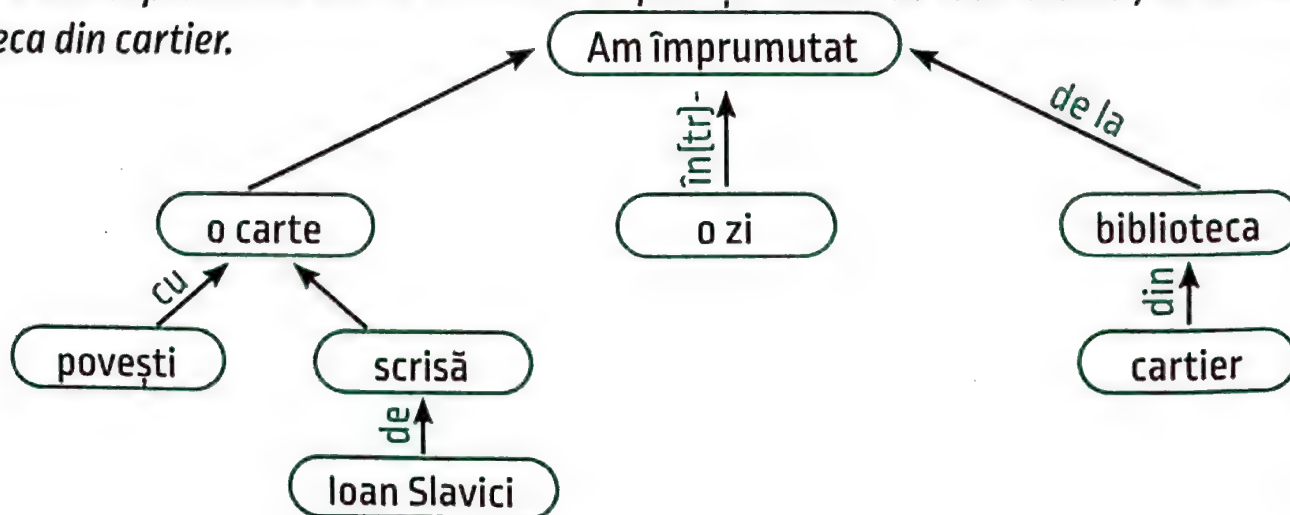 eca din cartier.
Am împrumutat
de la
în(tr)-
o carte
o zi
biblioteca
cu
din
povești
scrisă
cartier
de
Ioan Slavici